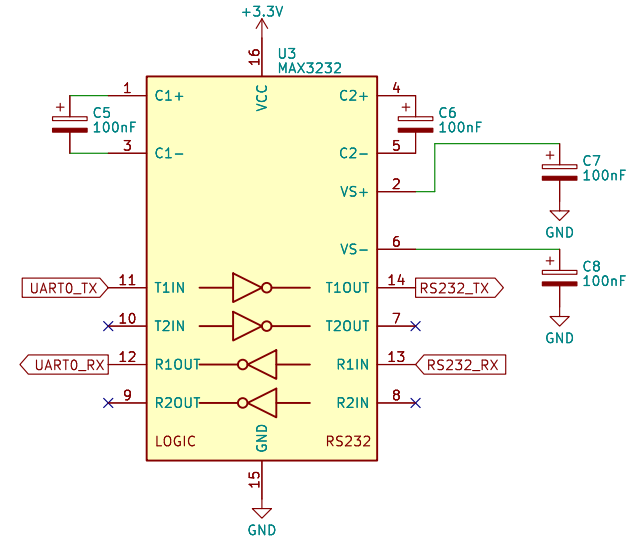 +3.3V
16
U3
MAX3232
VCC
1
C1+
C2+
4
+
C5
100nF
+
C6
100nF
3
C1-
C2-
5
VS+
2
+
C7
100nF
GND
VS-
6
+
C8
100nF
GND
UART0_TX
11
T1IN
T1OUT
14
RS232_TX
10
T2IN
T2OUT
7
UART0_RX
12
R1OUT
R1IN
13
RS232_RX
9
R2OUT
R2IN
8
LOGIC
GND
RS232
15
GND